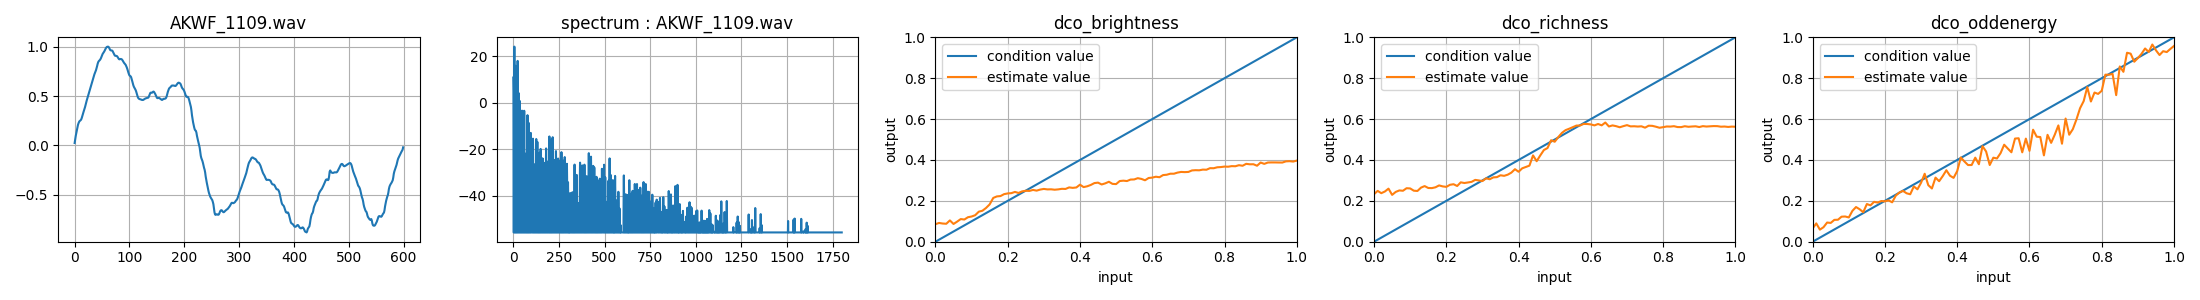 AKWF_1109.wav
1.0
0.5
0.0
−0.5
0 100 200 300 400 500 600
spectrum : AKWF_1109.wav
20
0
−20
−40
0 250 500 750 1000 1250 1500 1750
dco_brightness
condition value
estimate value
output
1.0
0.8
0.6
0.4
0.2
0.0
0.0 0.2 0.4 0.6 0.8 1.0
input
dco_richness
condition value
estimate value
output
1.0
0.8
0.6
0.4
0.2
0.0
0.0 0.2 0.4 0.6 0.8 1.0
input
dco_oddenergy
condition value
estimate value
output
1.0
0.8
0.6
0.4
0.2
0.0
0.0 0.2 0.4 0.6 0.8 1.0
input